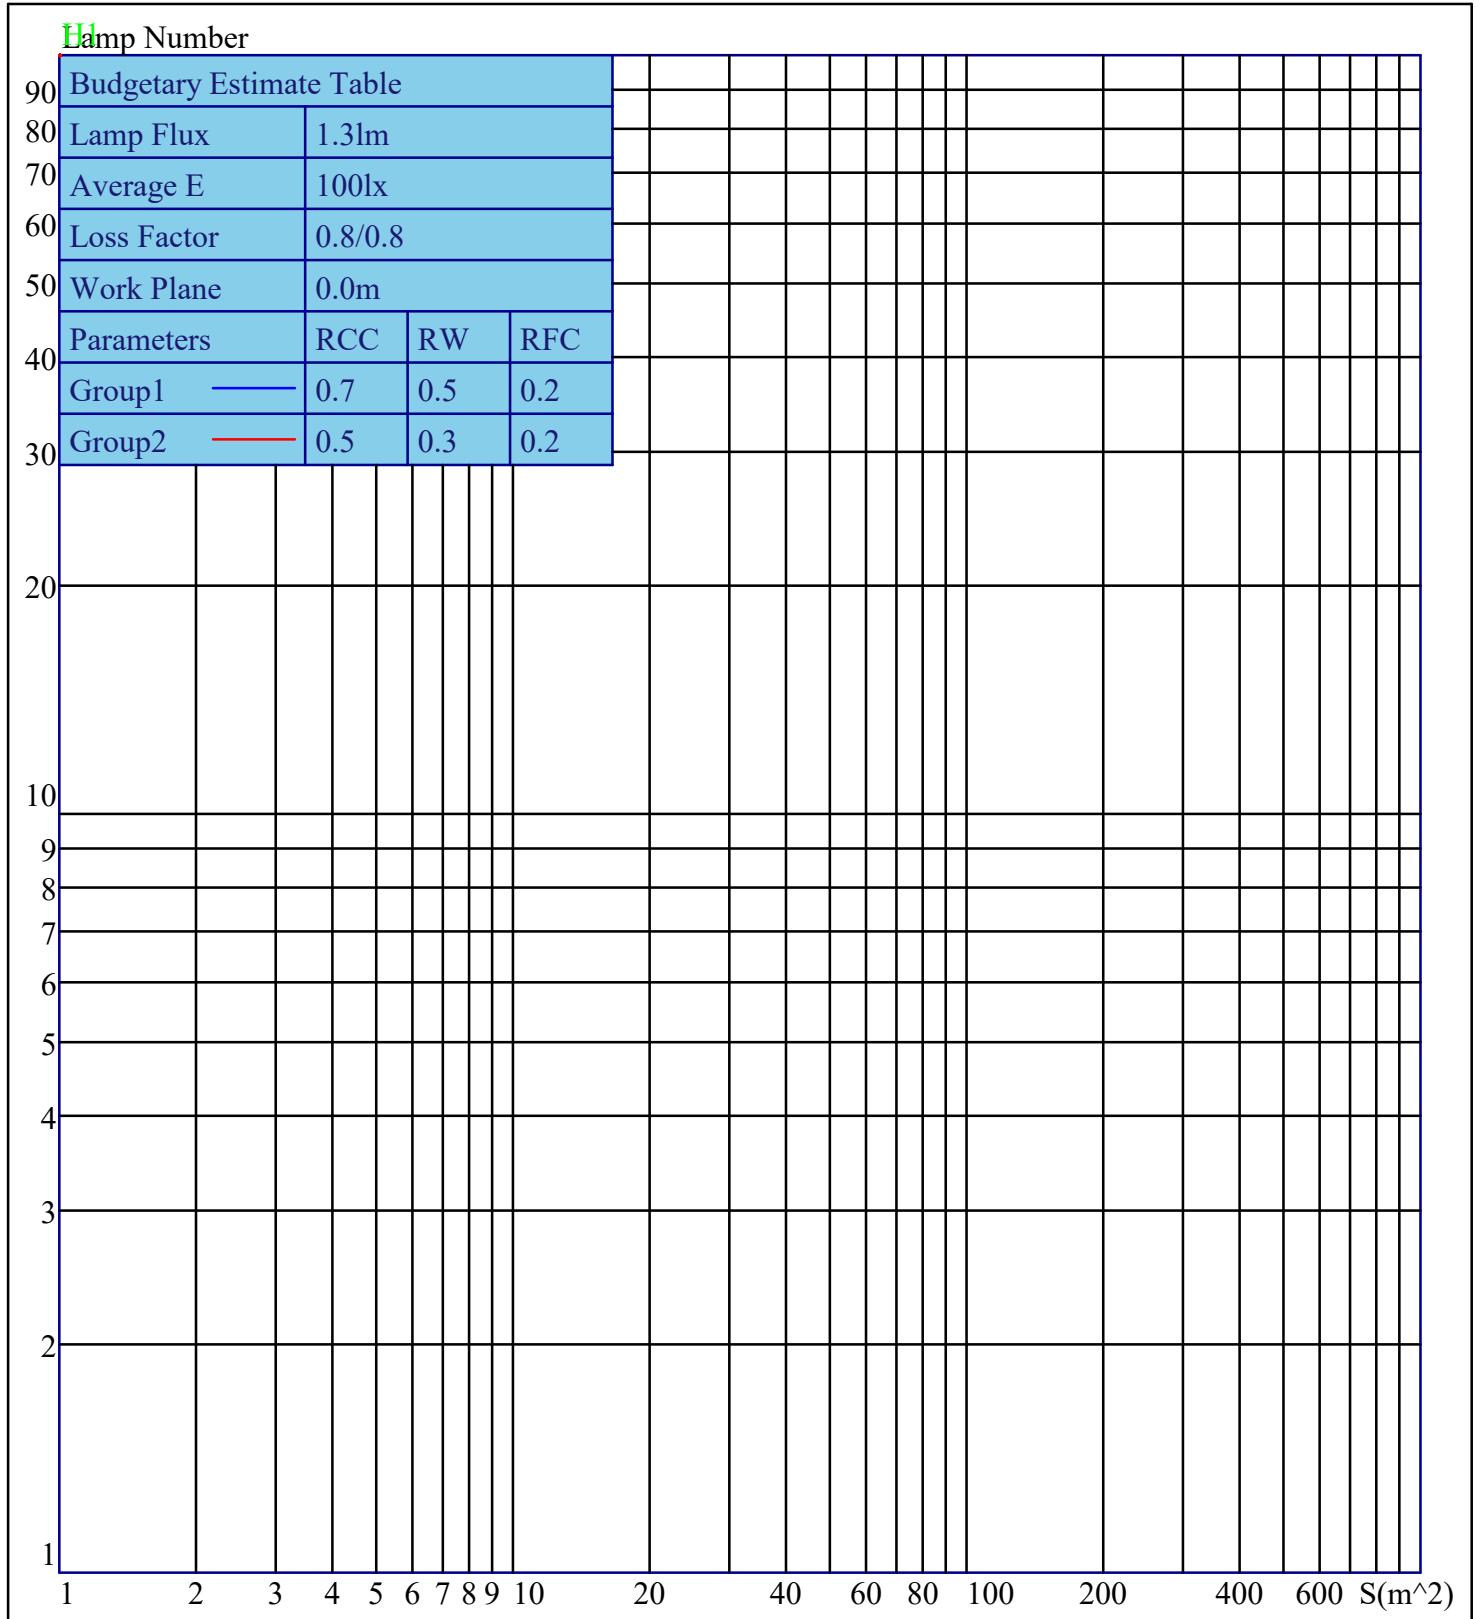 Lamp Number
Budgetary Estimate Table
Lamp Flux 1.3lm
Average E 100lx
Loss Factor 0.8/0.8
Work Plane 0.0m
Parameters RCC RW RFC
Group1 0.7 0.5 0.2
Group2 0.5 0.3 0.2
90
80
70
60
50
40
30
20
10
9
8
7
6
5
4
3
2
1
1 2 3 4 5 6 7 8 9 10 20 40 60 80 100 200 400 600 S(m^2)